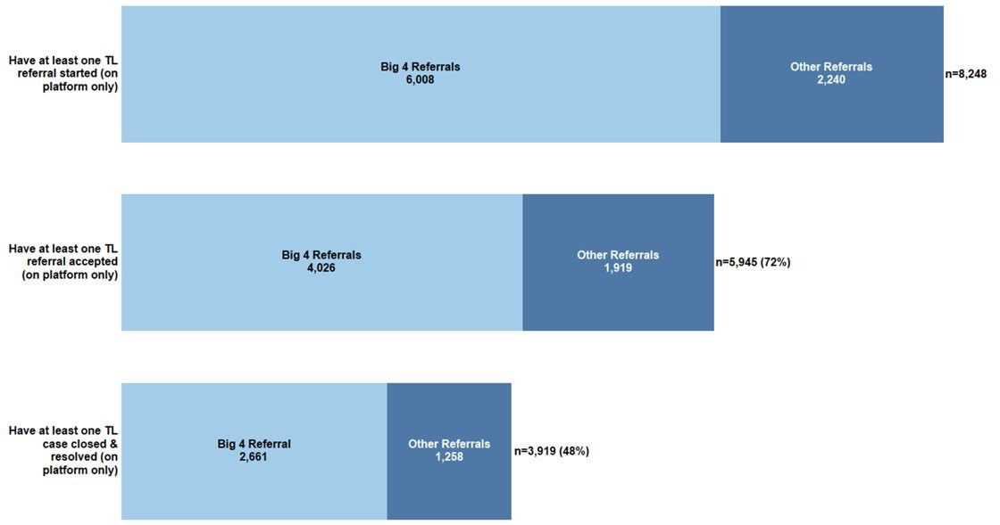 Have at least one TL
referral started (on
platform only)
Big 4 Referrals
6,008
Other Referrals
2,240
n=8,248
Have at least one TL
referral accepted
(on platform only)
Big 4 Referrals
4,026
Other Referrals
1,919
n=5,945 (72%)
Have at least one TL
case closed &
resolved (on
platform only)
Big 4 Referral
2,661
Other Referrals
1,258
n=3,919 (48%)